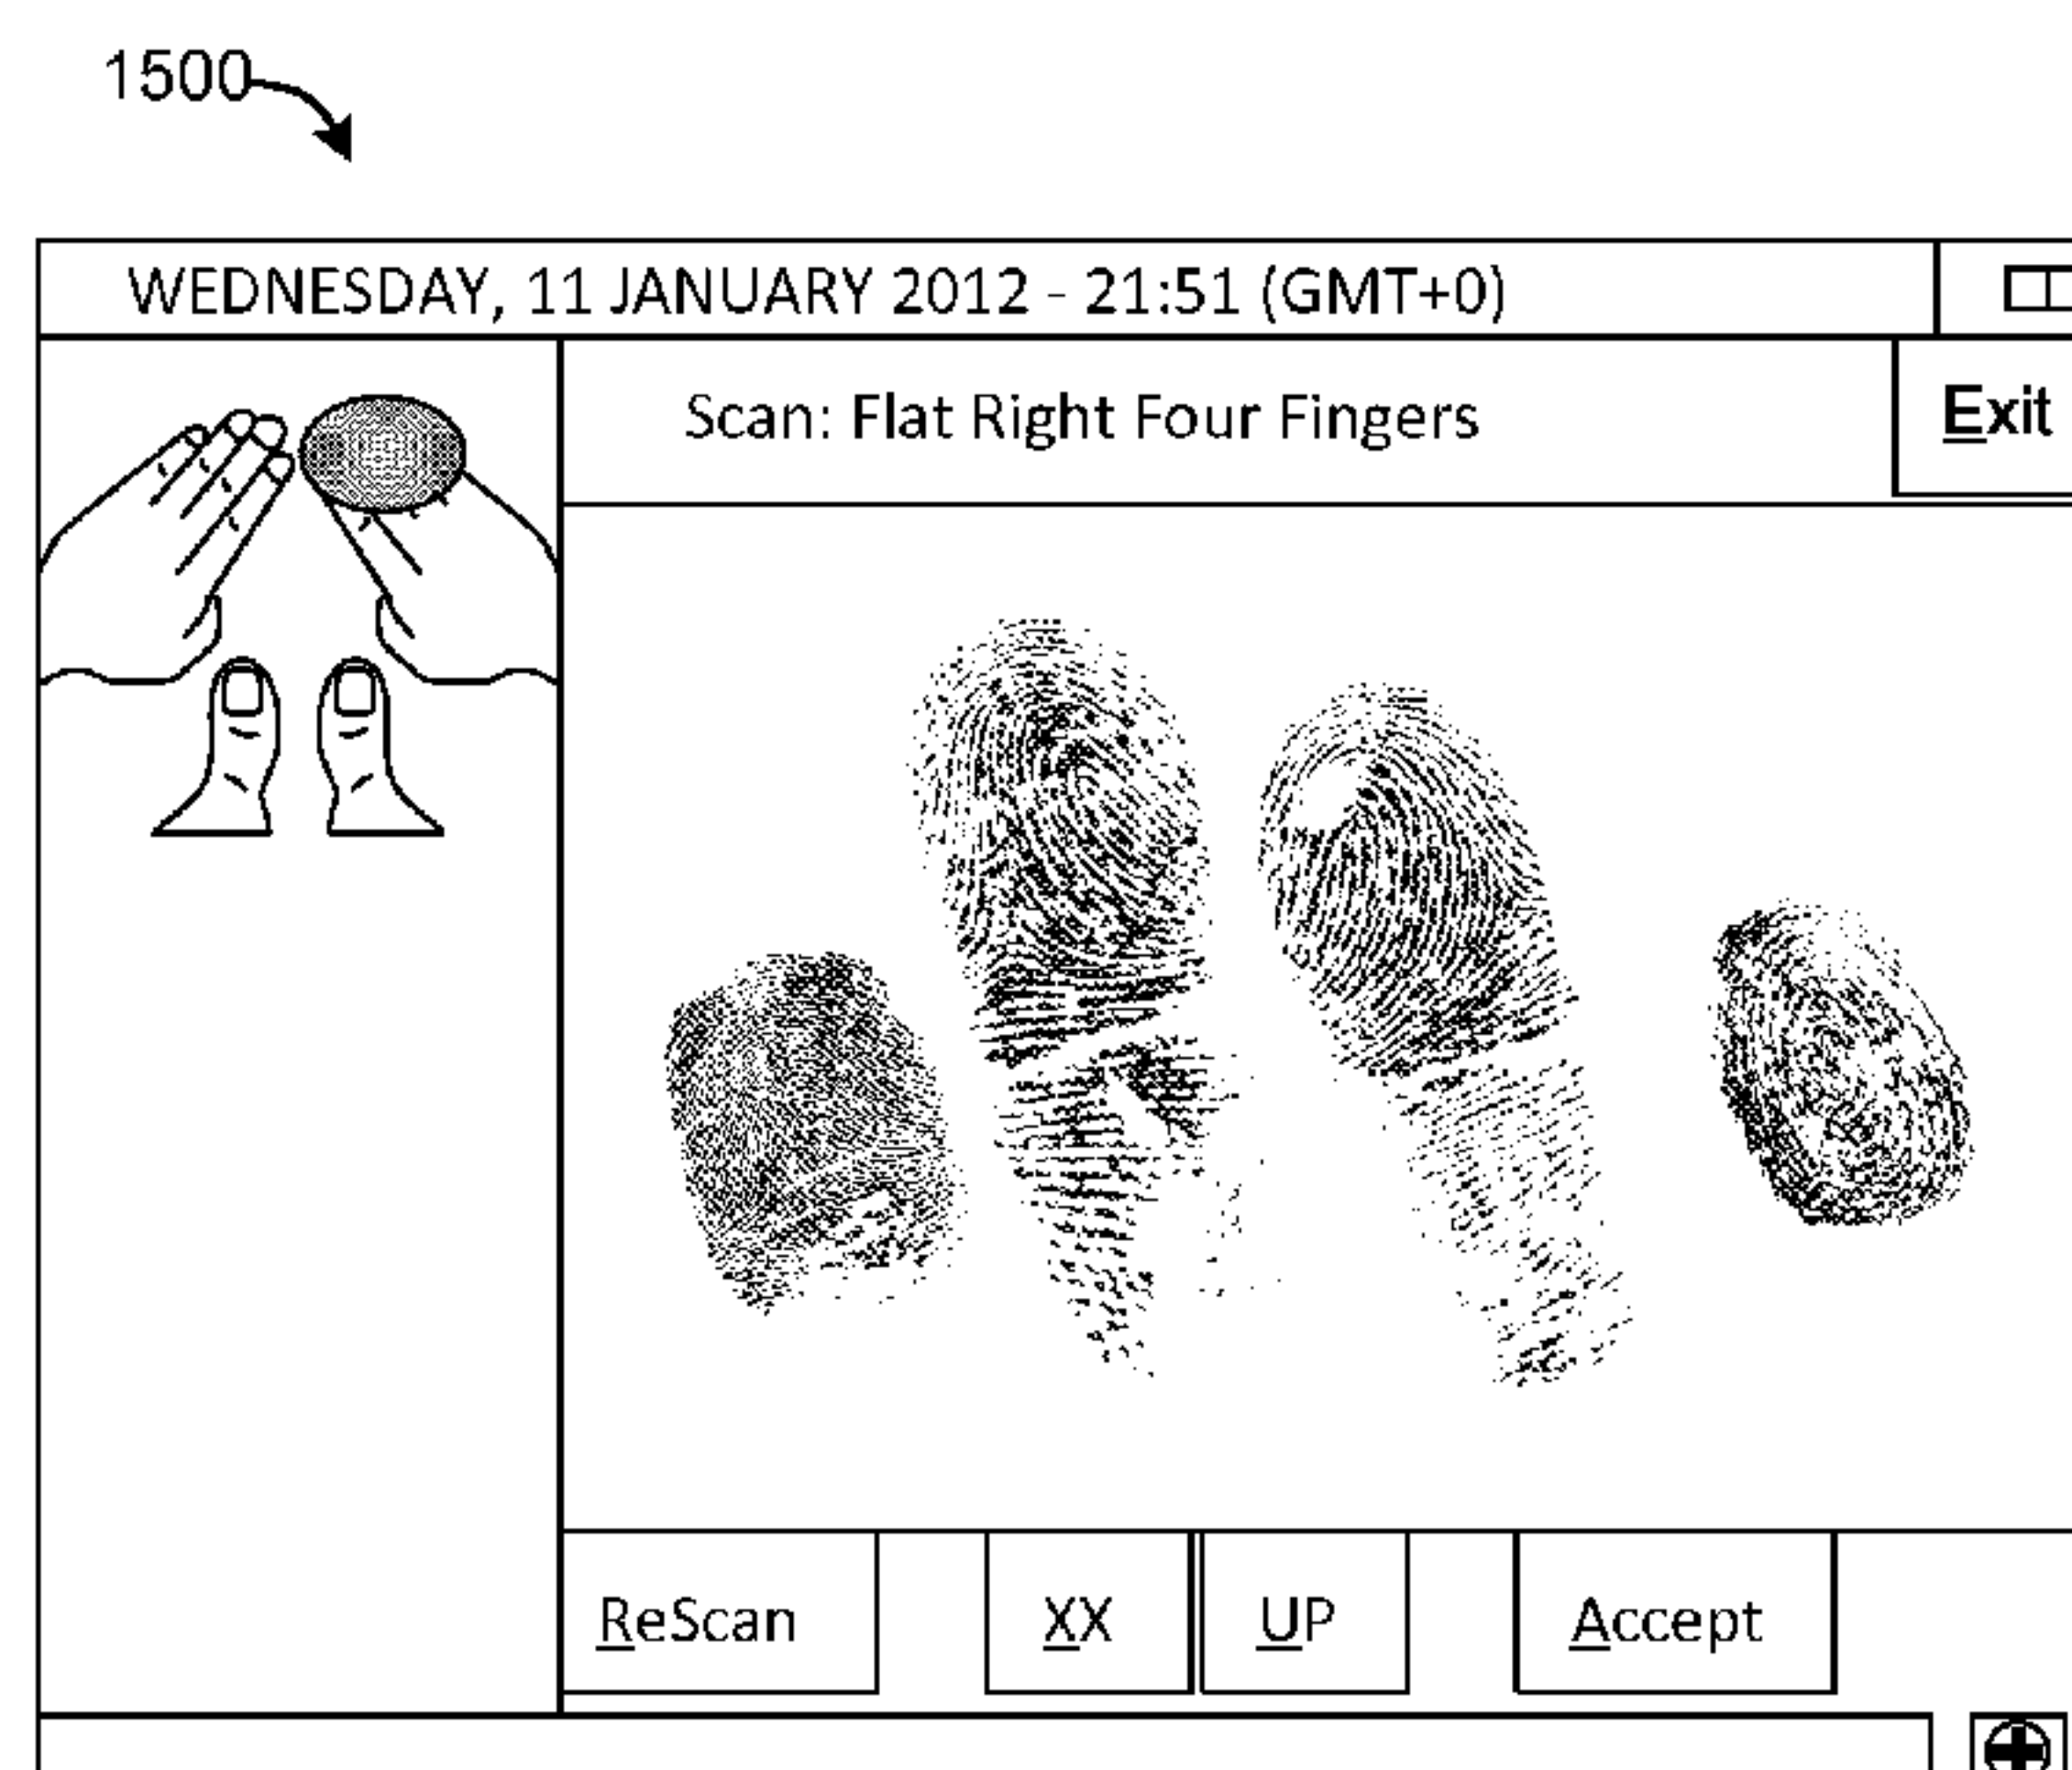 1500
WEDNESDAY, 11 JANUARY 2012 - 21:51 (GMT+0)
Scan: Flat Right Four Fingers
Exit
ReScan
XX
UP
Accept